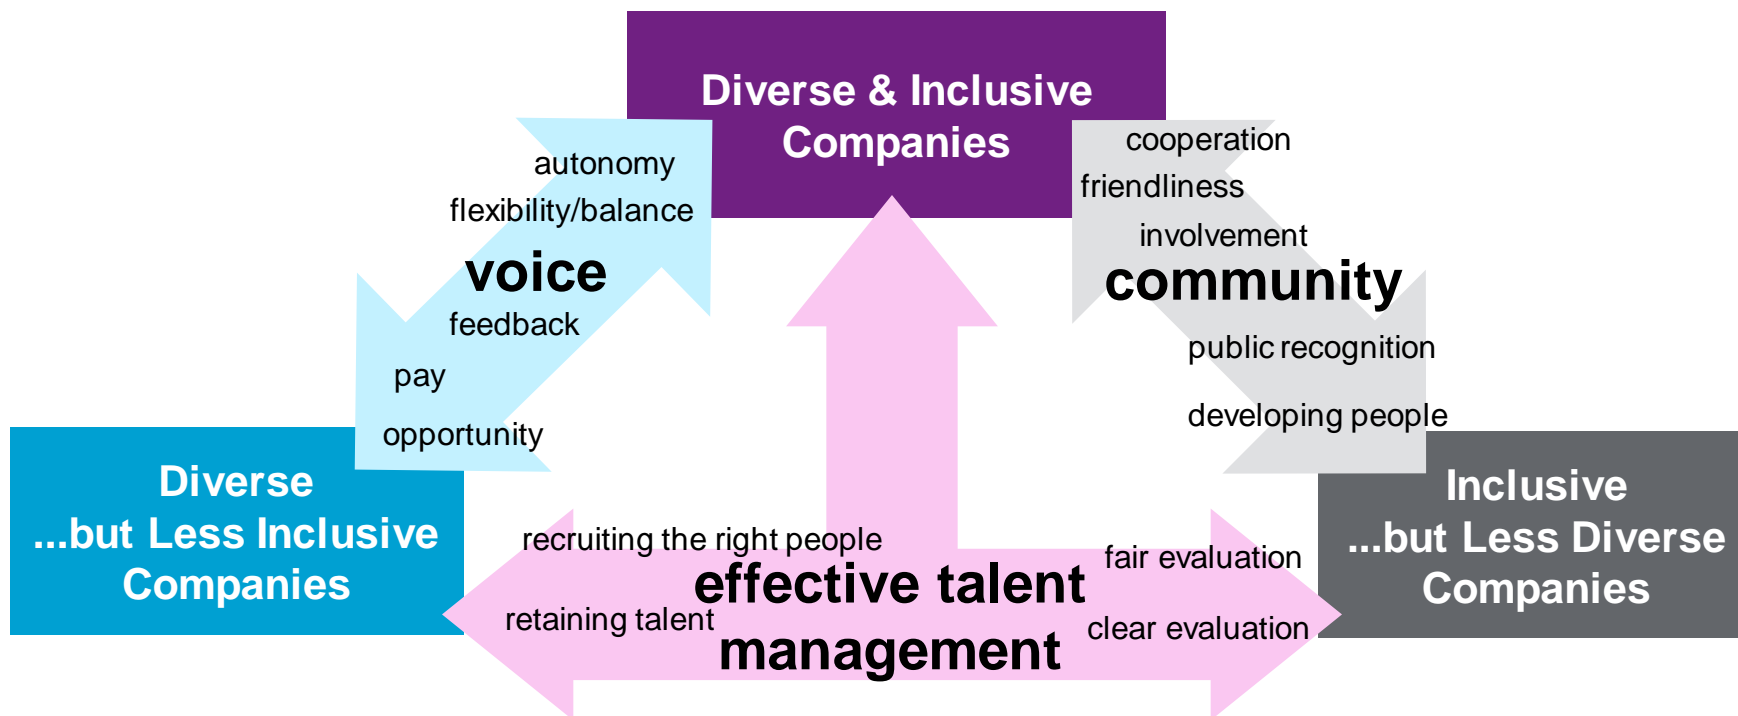 Diverse & Inclusive
Companies
autonomy
flexibility/balance
voice
feedback
pay
opportunity
cooperation
friendliness
involvement
community
public recognition
developing people
Diverse
...but Less Inclusive
Companies
recruiting the right people
effective talent
management
retaining talent
fair evaluation
clear evaluation
Inclusive
...but Less Diverse
Companies